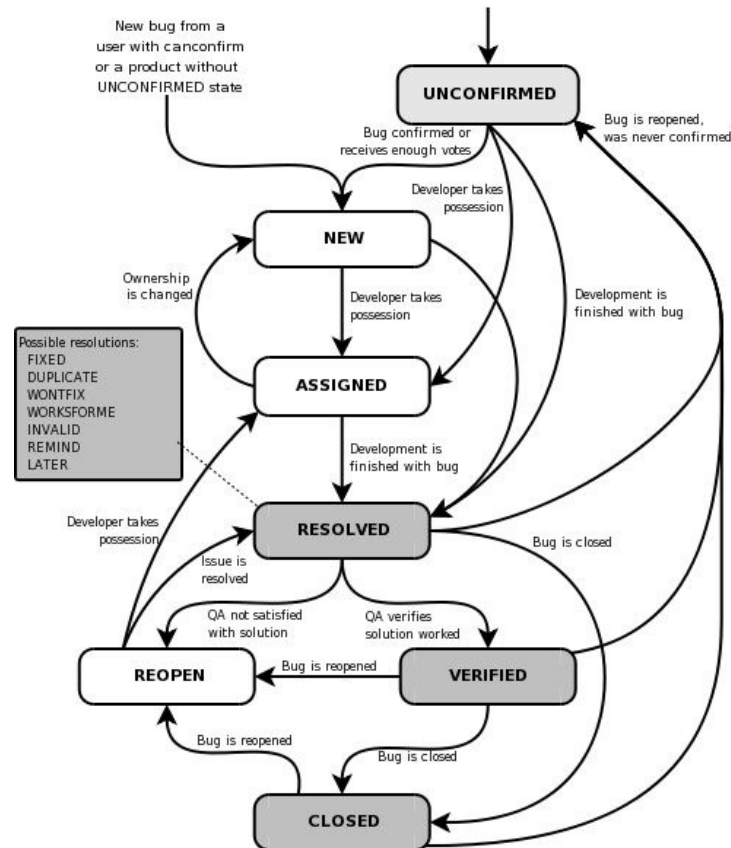 New bug from a
user with canconfirm
or a product without
UNCONFIRMED state
UNCONFIRMED
Bug is reopened,
was never confirmed
Bug confirmed or
receives enough votes
Developer takes
possession
NEW
Ownership
is changed
Developer takes
possession
Development is
finished with bug
Possible resolutions:
FIXED
DUPLICATE
WONTFIX
WORKSFORME
INVALID
REMIND
LATER
ASSIGNED
Development is
finished with bug
Developer takes
possession
RESOLVED
Bug is closed
Issue is
resolved
QA not satisfied
with solution
QA verifies
solution worked
REOPEN
Bug is reopened
VERIFIED
Bug is reopened
Bug is closed
CLOSED